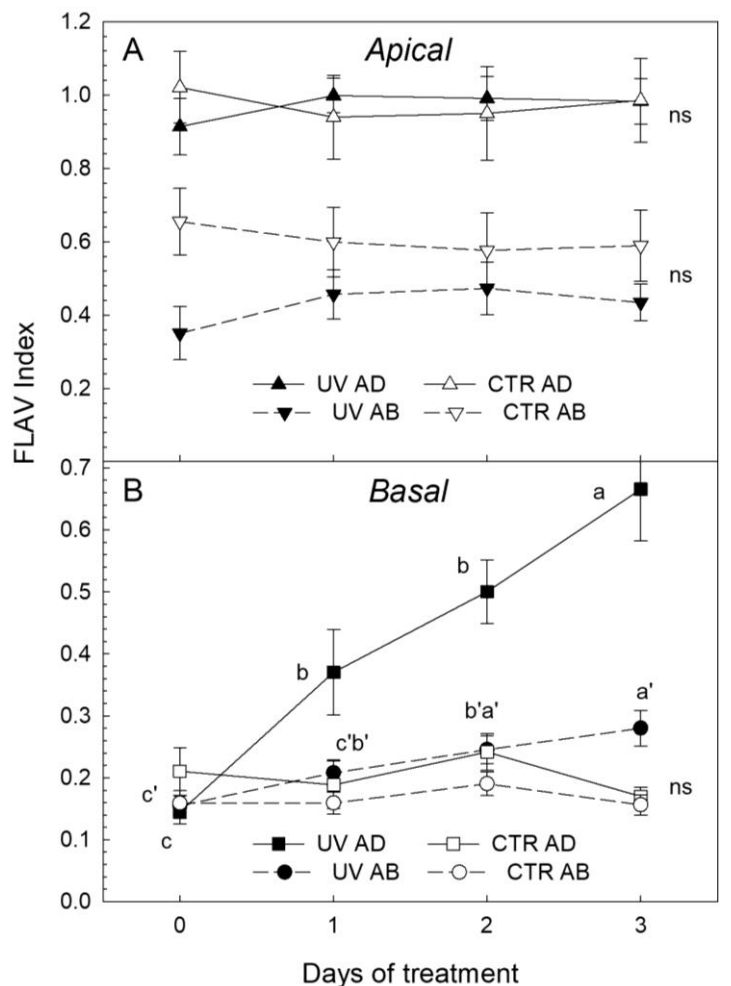 1.2
A
Apical
1.0
ns
0.8
0.6
ns
0.4
UV AD
CTR AD
0.2
UV AB
CTR AB
FLAV Index
0.7
B
Basal
a
0.6
b
0.5
0.4
b
0.3
a'
b'a'
c'b'
0.2
c'
ns
0.1
c
UV AD
CTR AD
UV AB
CTR AB
0.0
0 1 2 3
Days of treatment